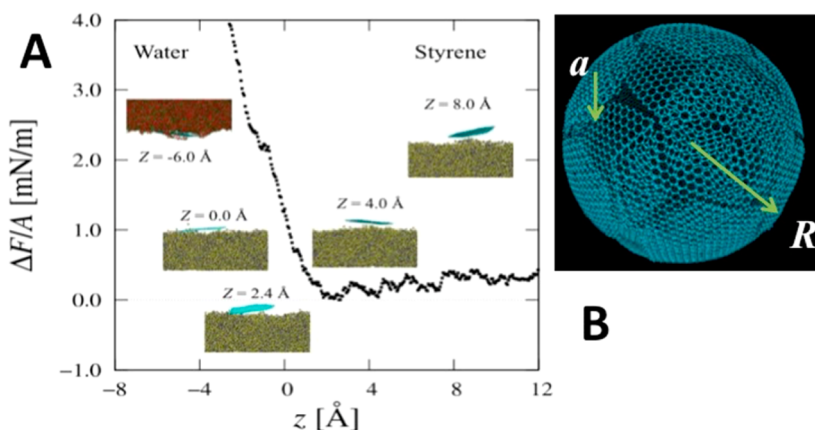 A
Water
Styrene
Z = -6.0 Å
Z = 8.0 Å
Z = 0.0 Å
Z = 4.0 Å
Z = 2.4 Å
ΔF/A [mN/m]
4.0
3.0
2.0
1.0
0.0
−1.0
−8
−4
0
4
8
12
z [Å]
a
R
B